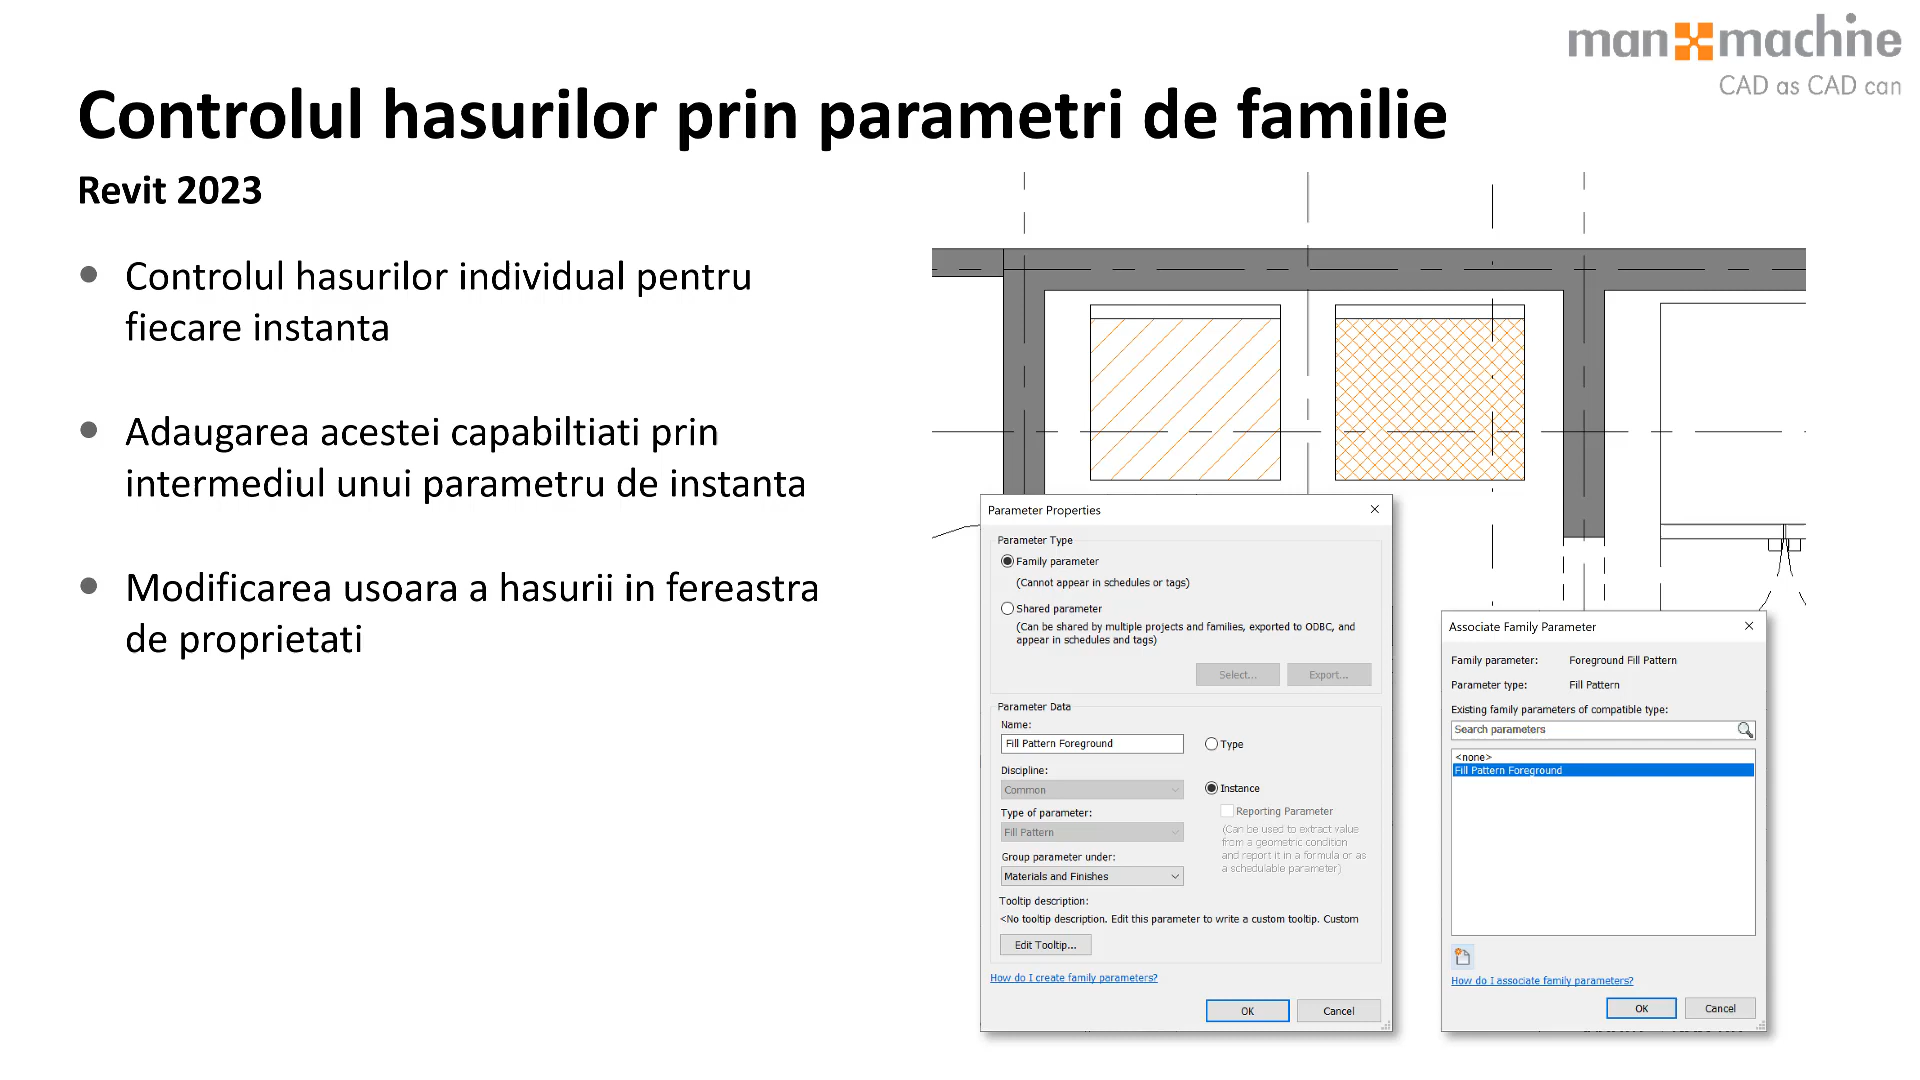 man machine
CAD as CAD can
Controlul hasurilor prin parametri de familie
Revit 2023
Controlul hasurilor individual pentru
fiecare instanta
Adaugarea acestei capabiltiati prin
intermediul unui parametru de instanta
Modificarea usoara a hasurii in fereastra
de proprietati
Parameter Properties
Parameter Type
Family parameter
(Cannot appear in schedules or tags)
Shared parameter
(Can be shared by multiple projects and families, exported to ODBC, and
appear in schedules and tags)
Select... Export...
Parameter Data
Name:
Fill Pattern Foreground
Type
Discipline:
Common
Instance
Reporting Parameter
(Can be used to extract value
from a geometric condition
and report it in a formula or as
a schedulable parameter)
Type of parameter:
Fill Pattern
Group parameter under:
Materials and Finishes
Tooltip description:
<No tooltip description. Edit this parameter to write a custom tooltip. Custom
Edit Tooltip...
How do I create family parameters?
OK Cancel
Associate Family Parameter
Family parameter: Foreground Fill Pattern
Parameter type: Fill Pattern
Existing family parameters of compatible type:
Search parameters
<none>
Fill Pattern Foreground
How do I associate family parameters?
OK Cancel